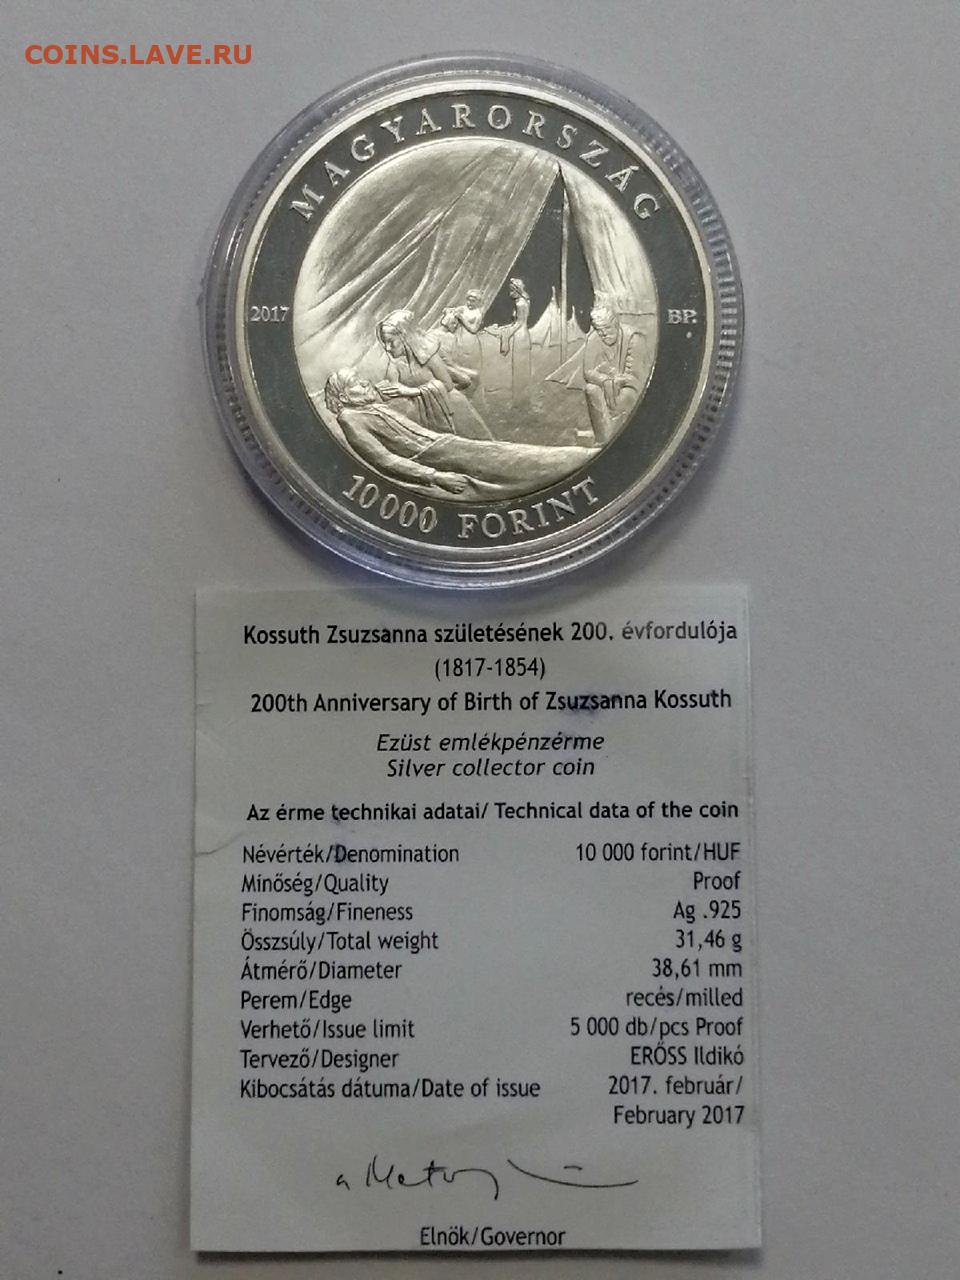 COINS.LAVE.RU
MAGYARORSZÁG
2017
BP.
10 000 FORINT
Kossuth Zsuzsanna születésének 200. évfordulója
(1817-1854)
200th Anniversary of Birth of Zsuzsanna Kossuth
Ezüst emlékpénzérme
Silver collector coin
Az érme technikai adatai/ Technical data of the coin
Névérték/Denomination 10 000 forint/HUF
Minőség/Quality Proof
Finomság/Fineness Ag .925
Összsúly/Total weight 31,46 g
Átmérő/Diameter 38,61 mm
Perem/Edge recés/milled
Verhető/Issue limit 5 000 db/pcs Proof
Tervező/Designer ERŐSS Ildikó
Kibocsátás dátuma/Date of issue 2017. február/
February 2017
Elnök/Governor